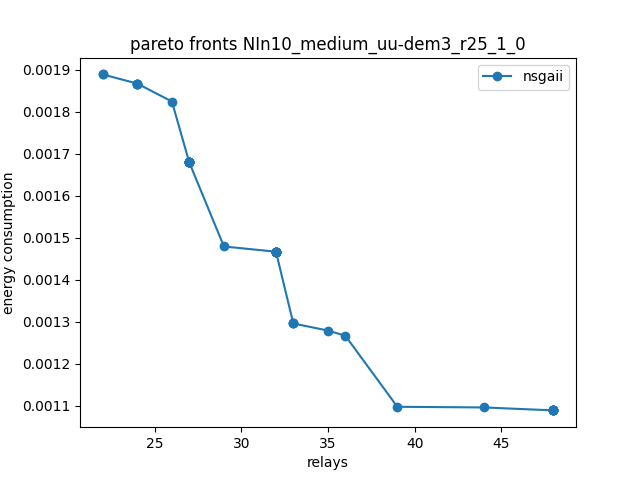 pareto fronts NIn10_medium_uu-dem3_r25_1_0
nsgaii
energy consumption
0.0019
0.0018
0.0017
0.0016
0.0015
0.0014
0.0013
0.0012
0.0011
25 30 35 40 45
relays